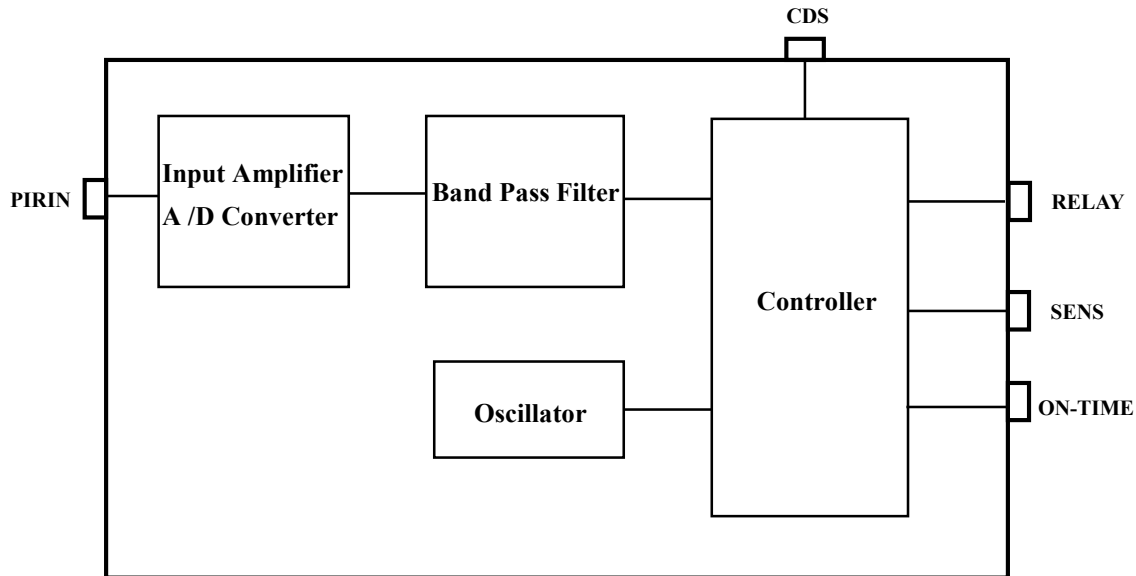 CDS
PIRIN
Input Amplifier
A /D Converter
Band Pass Filter
Controller
Oscillator
RELAY
SENS
ON-TIME